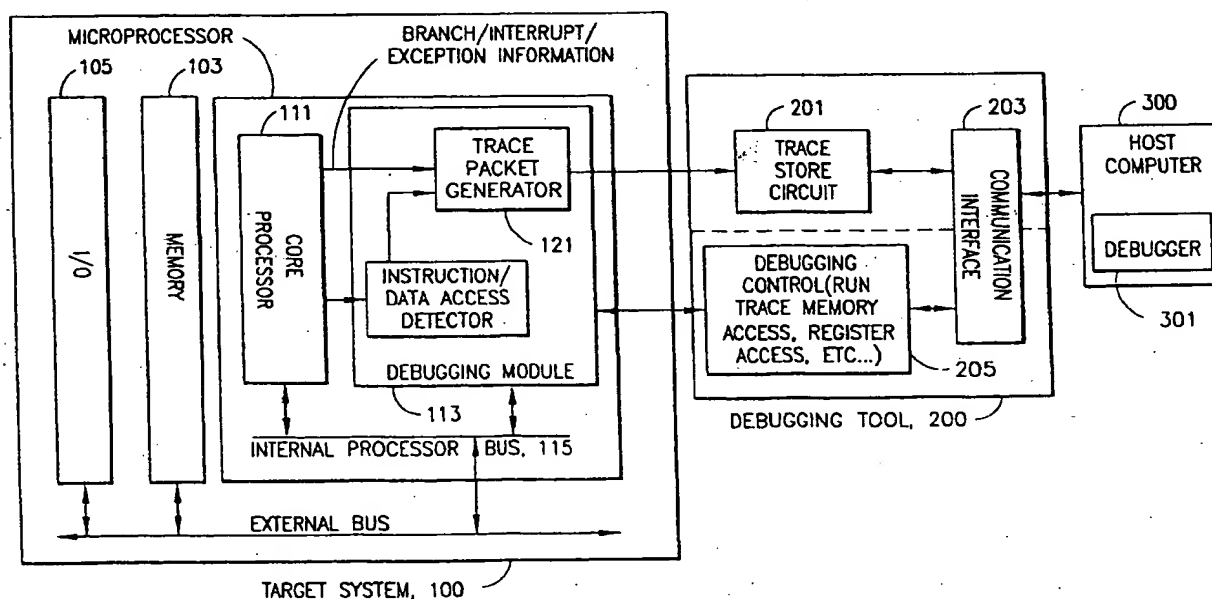 MICROPROCESSOR
BRANCH/INTERRUPT/
EXCEPTION INFORMATION
105
103
111
201
203
300
I/O
MEMORY
CORE
PROCESSOR
TRACE
PACKET
GENERATOR
121
INSTRUCTION/
DATA ACCESS
DETECTOR
DEBUGGING MODULE
113
INTERNAL PROCESSOR BUS, 115
EXTERNAL BUS
TARGET SYSTEM, 100
TRACE
STORE
CIRCUIT
DEBUGGING
CONTROL(RUN
TRACE MEMORY
ACCESS, REGISTER
ACCESS, ETC...)
205
COMMUNICATION
INTERFACE
DEBUGGING TOOL, 200
HOST
COMPUTER
DEBUGGER
301